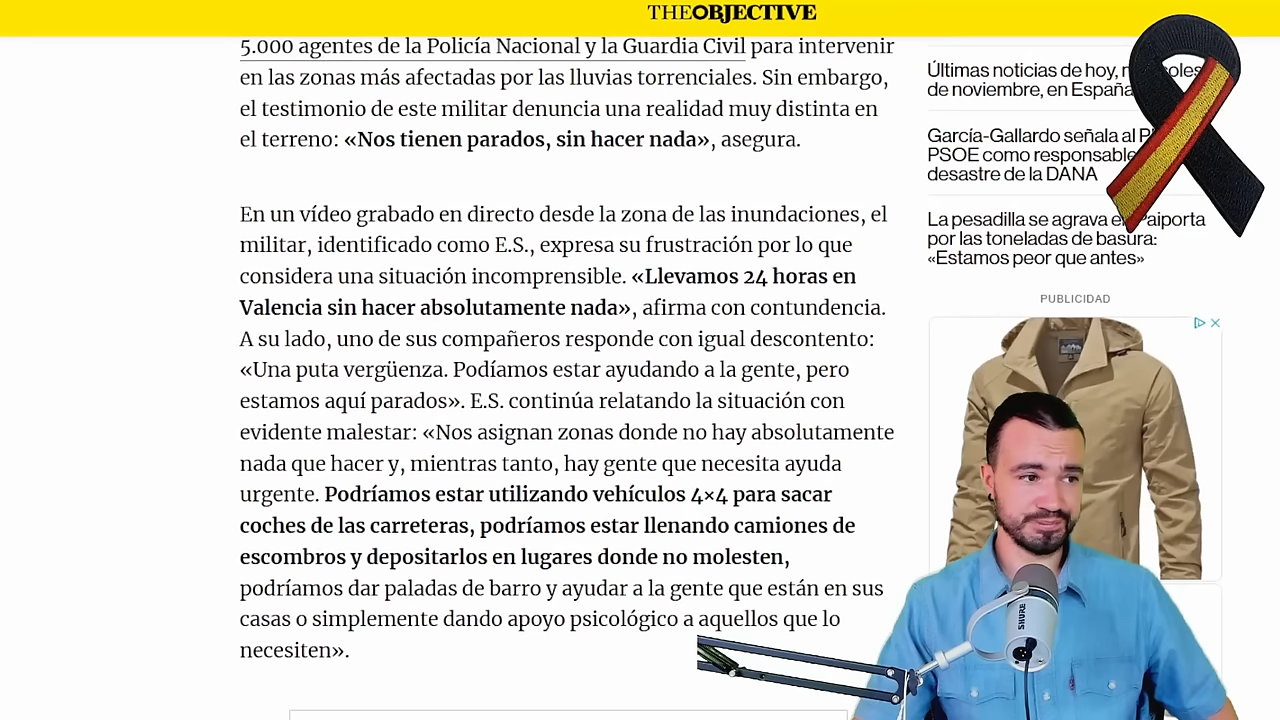 THEOBJECTIVE
5.000 agentes de la Policía Nacional y la Guardia Civil para intervenir
en las zonas más afectadas por las lluvias torrenciales. Sin embargo,
el testimonio de este militar denuncia una realidad muy distinta en
el terreno: «Nos tienen parados, sin hacer nada», asegura.
En un vídeo grabado en directo desde la zona de las inundaciones, el
militar, identificado como E.S., expresa su frustración por lo que
considera una situación incomprensible. «Llevamos 24 horas en
Valencia sin hacer absolutamente nada», afirma con contundencia.
A su lado, uno de sus compañeros responde con igual descontento:
«Una puta vergüenza. Podíamos estar ayudando a la gente, pero
estamos aquí parados». E.S. continúa relatando la situación con
evidente malestar: «Nos asignan zonas donde no hay absolutamente
nada que hacer y, mientras tanto, hay gente que necesita ayuda
urgente. Podríamos estar utilizando vehículos 4×4 para sacar
coches de las carreteras, podríamos estar llenando camiones de
escombros y depositarlos en lugares donde no molesten,
podríamos dar paladas de barro y ayudar a la gente que están en sus
casas o simplemente dando apoyo psicológico a aquellos que lo
necesiten».
Últimas noticias de hoy,
de noviembre, en España
García-Gallardo señala al
PSOE como responsable
desastre de la DANA
La pesadilla se agrava Paiporta
por las toneladas de basura:
«Estamos peor que antes»
PUBLICIDAD
SHURE